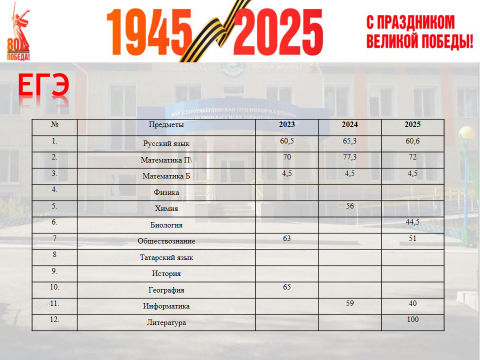 80
ПОБЕДА!
1945 2025
С ПРАЗДНИКОМ
ВЕЛИКОЙ ПОБЕДЫ!
ЕГЭ
№ Предметы 2023 2024 2025
1. Русский язык 60,5 65,3 60,6
2. Математика П\ 70 77,3 72
3. Математика Б 4,5 4,5 4,5
4. Физика
5. Химия 56
6. Биология 44,5
7 Обществознание 63 51
8 Татарский язык
9. История
10. География 65
11. Информатика 59 40
12. Литература 100